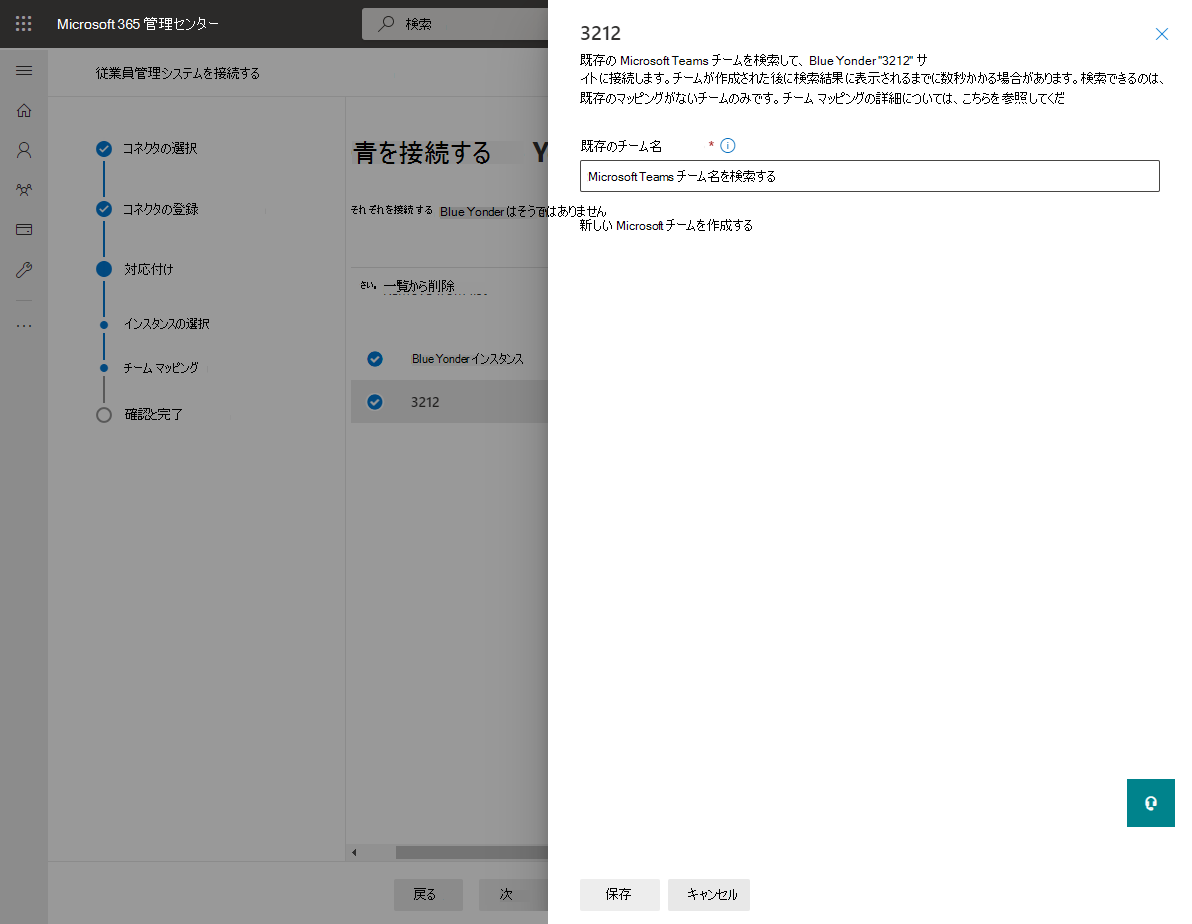 Microsoft 365 管理センター
検索
従業員管理システムを接続する
コネクタの選択
コネクタの登録
対応付け
インスタンスの選択
チーム マッピング
確認と完了
青を接続する Y
それ ぞれを接続 する Blue Yonder はそうではありません
さい。 一覧から削除
Blue Yonder インスタンス
3212
戻る
次
3212
既存の Microsoft Teams チームを検索して、Blue Yonder "3212" サ
イトに接続します。チームが作成された後に検索結果に表示されるまでに数秒かかる場合があります。検索できるのは、
既存のマッピングがないチームのみです。チーム マッピングの詳細については、こちらを参照してくだ
既存のチーム名 *
Microsoft Teams チーム名を検索する
新しい Microsoft チームを作成する
保存
キャンセル